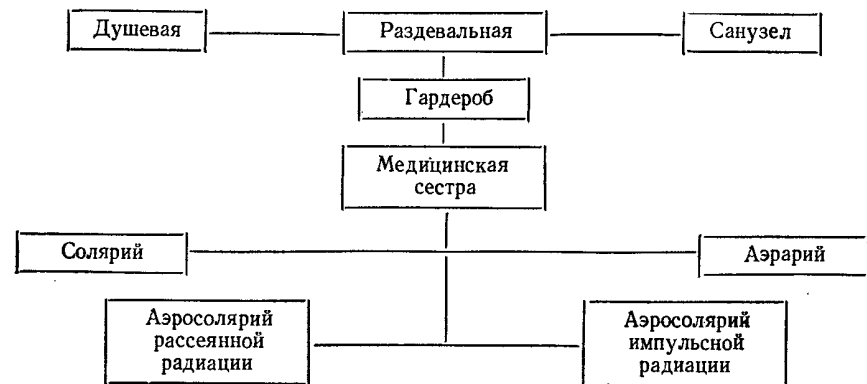 Душевая
Раздевальная
Санузел
Гардероб
Медицинская
сестра
Солярий
Аэрарий
Аэросолярий
рассеянной
радиации
Аэросолярий
импульсной
радиации